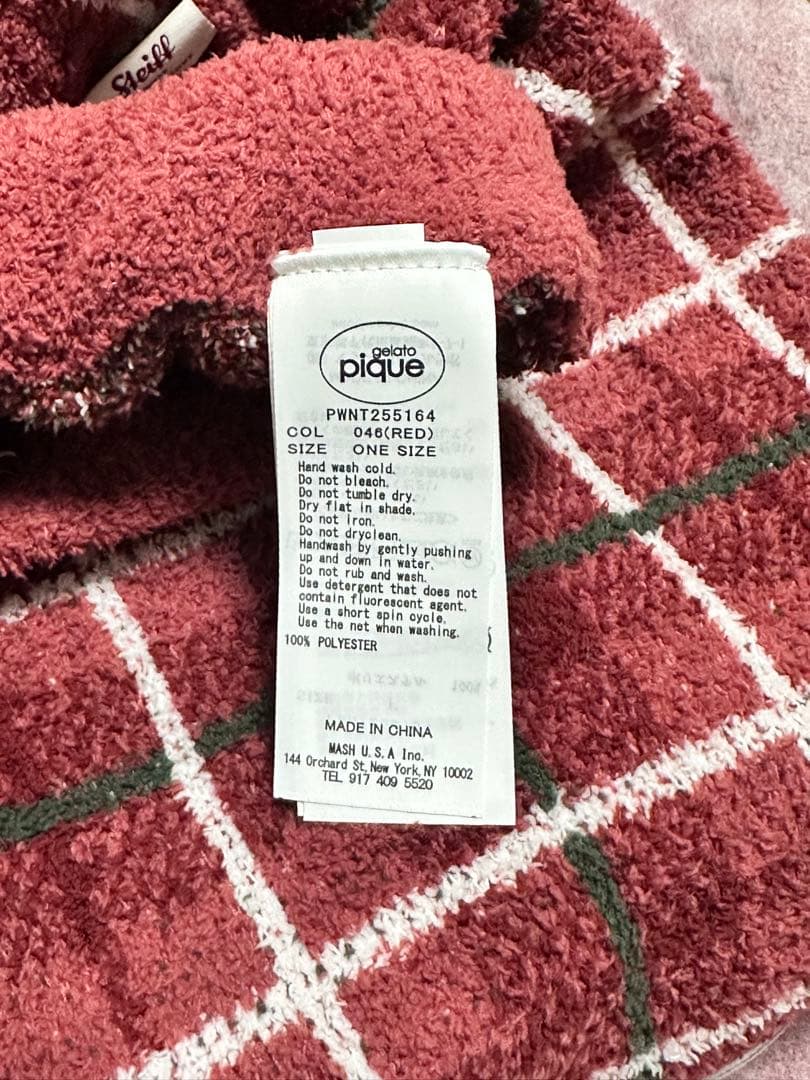 Steiff
gelato
pique
PWNT255164
COL 046(RED)
SIZE ONE SIZE
Hand wash cold.
Do not bleach.
Do not tumble dry.
Dry flat in shade.
Do not iron.
Do not dryclean.
Handwash by gently pushing
up and down in water.
Do not rub and wash.
Use detergent that does not
contain fluorescent agent.
Use a short spin cycle.
Use the net when washing.
100% POLYESTER
MADE IN CHINA
MASH U.S.A Inc.
144 Orchard St, New York, NY 10002
TEL 917 409 5520